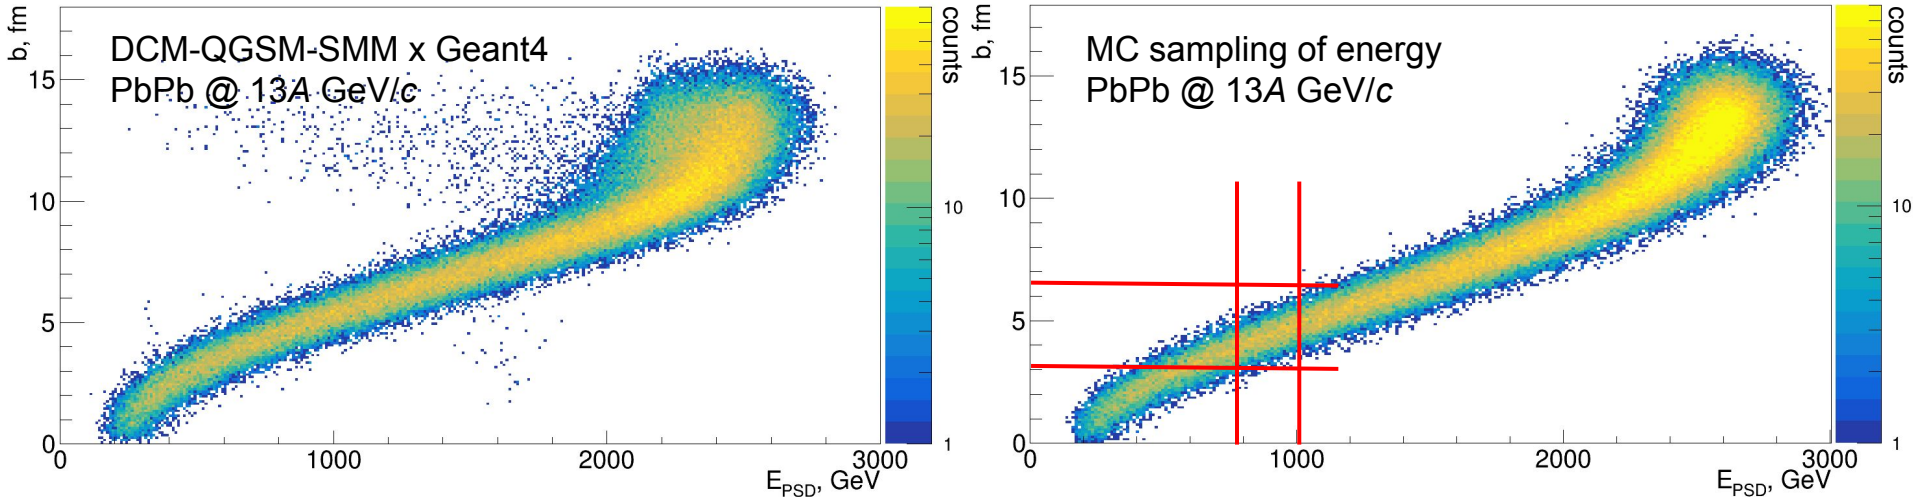 DCM-QGSM-SMM x Geant4
PbPb @ 13A GeV/c
b, fm
15
10
5
0
0
1000
2000
3000
E_PSD, GeV
counts
10
1
MC sampling of energy
PbPb @ 13A GeV/c
b, fm
15
10
5
0
0
1000
2000
3000
E_PSD, GeV
counts
10
1